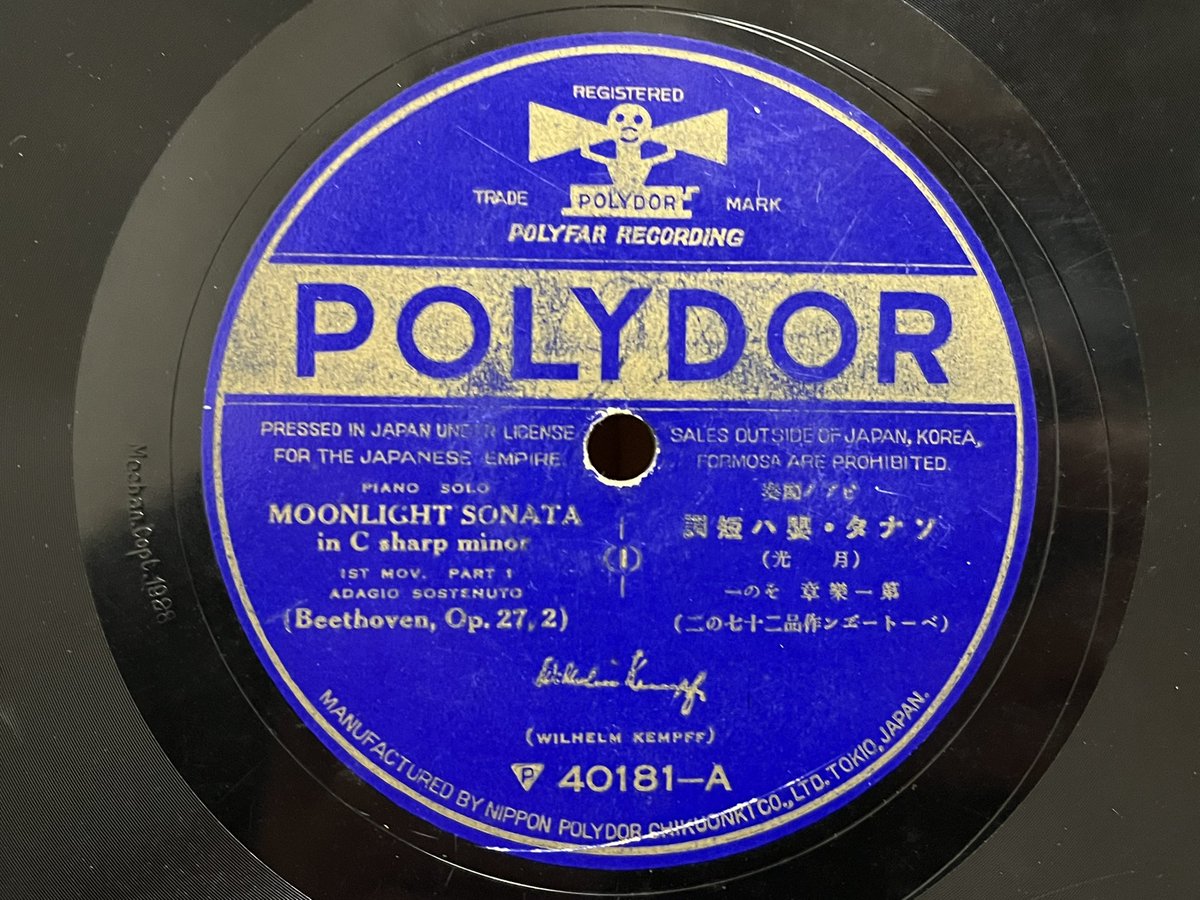 REGISTERED
TRADE POLYDOR MARK
POLYFAR RECORDING
POLYDOR
PRESSED IN JAPAN UNDER LICENSE
FOR THE JAPANESE EMPIRE.
SALES OUTSIDE OF JAPAN, KOREA,
FORMOSA ARE PROHIBITED.
PIANO SOLO
MOONLIGHT SONATA
in C sharp minor
1ST MOV. PART 1
ADAGIO SOSTENUTO
(Beethoven, Op. 27, 2)
(1)
ピアノ獨奏
ソナタ・嬰ハ短調
(月光)
第一樂章 その一
(ベートーヹン作品二十七の二)
Wilhelm Kempff
(WILHELM KEMPFF)
P 40181-A
MANUFACTURED BY NIPPON POLYDOR CHIKUONKI CO., LTD. TOKIO, JAPAN.
Mechan.Copt.